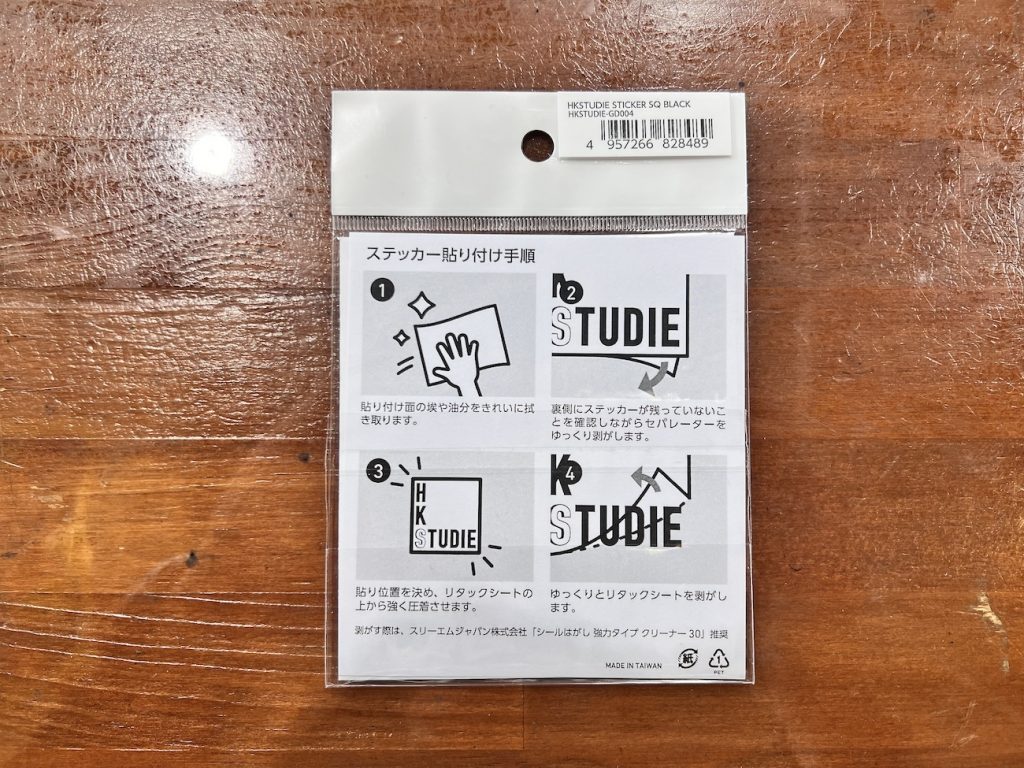 HKSTUDIE STICKER SQ BLACK
HKSTUDIE-GD004
4 957266 828489
ステッカー貼り付け手順
1
貼り付け面の埃や油分をきれいに拭
き取ります。
2
STUDIE
裏側にステッカーが残っていないこ
とを確認しながらセパレーターを
ゆっくり剥がします。
3
H
K
STUDIE
貼り位置を決め、リタックシートの
上から強く圧着させます。
4
K
STUDIE
ゆっくりとリタックシートを剥がし
ます。
剥がす際は、スリーエムジャパン株式会社「シールはがし 強力タイプ クリーナー30」推奨
MADE IN TAIWAN
紙
1
PET